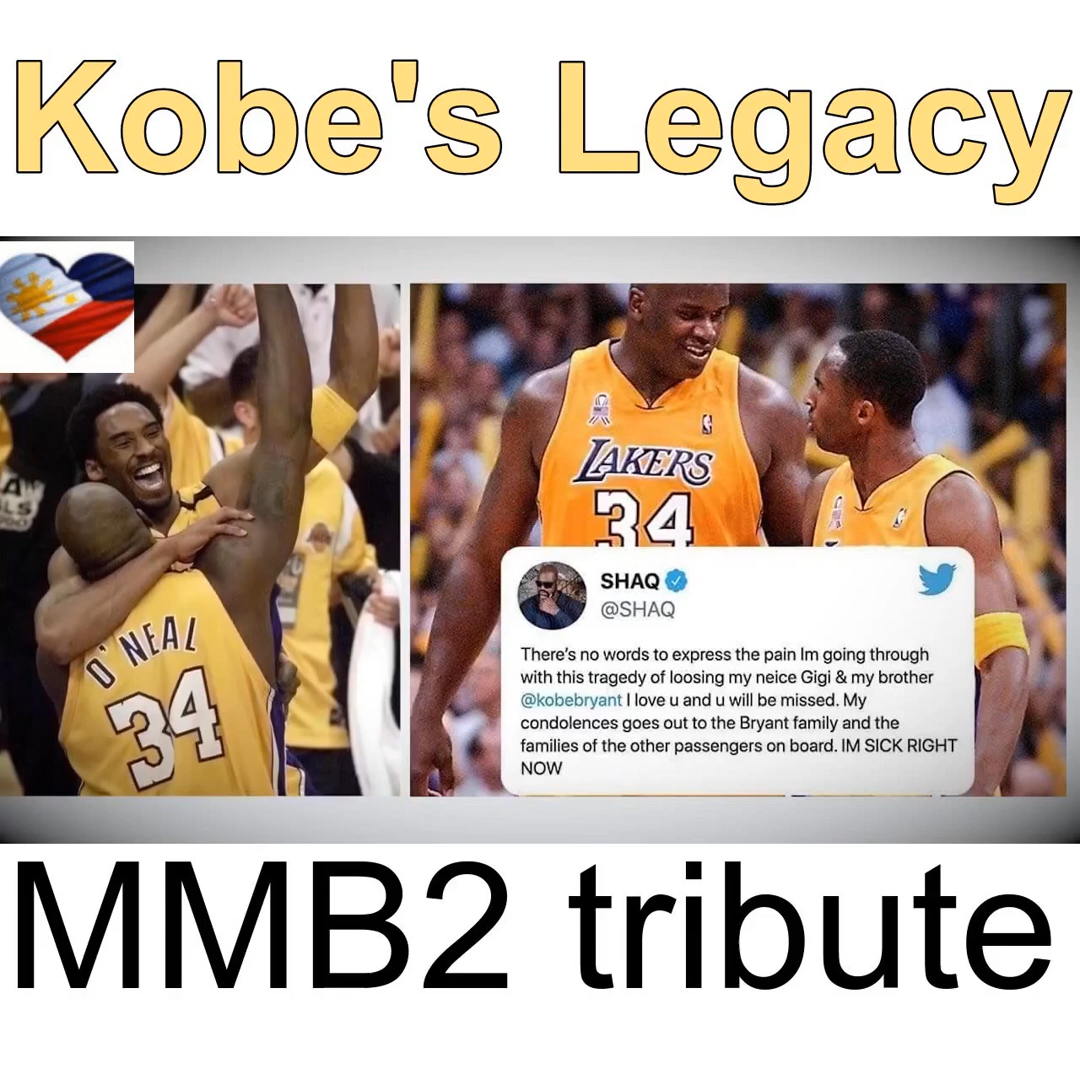 Kobe's Legacy
O'NEAL
34
LAKERS
34
SHAQ
@SHAQ
There's no words to express the pain Im going through
with this tragedy of loosing my neice Gigi & my brother
@kobebryant I love u and u will be missed. My
condolences goes out to the Bryant family and the
families of the other passengers on board. IM SICK RIGHT
NOW
MMB2 tribute